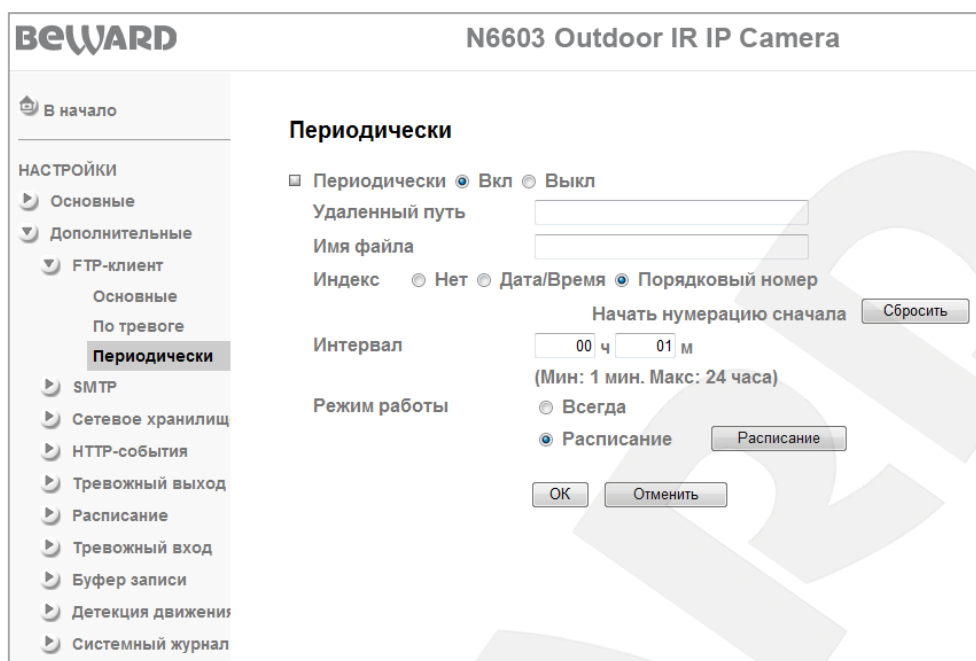 BEWARD
N6603 Outdoor IR IP Camera
В начало
НАСТРОЙКИ
Основные
Дополнительные
FTP-клиент
Основные
По тревоге
Периодически
SMTP
Сетевое хранилищ
HTTP-события
Тревожный выход
Расписание
Тревожный вход
Буфер записи
Детекция движения
Системный журнал
Периодически
Периодически Вкл Выкл
Удаленный путь
Имя файла
Индекс Нет Дата/Время Порядковый номер
Начать нумерацию сначала Сбросить
Интервал 00 ч 01 м
(Мин: 1 мин. Макс: 24 часа)
Режим работы Всегда
Расписание Расписание
ОК Отменить